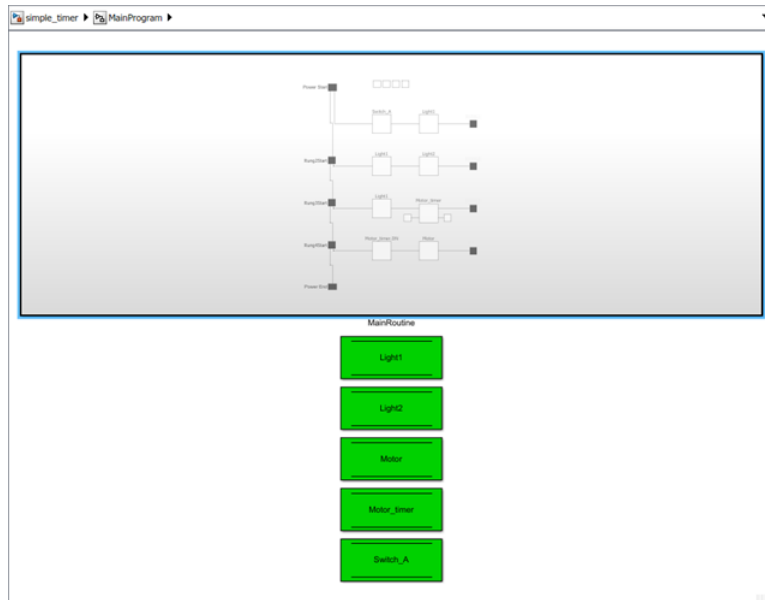 simple_timer MainProgram
Power Start
Switch_A Light1
Rung2Start Light1 Light2
Rung3Start Motor_timer
Rung4Start Motor_timer.DN Motor
Power End
MainRoutine
Light1
Light2
Motor
Motor_timer
Switch_A